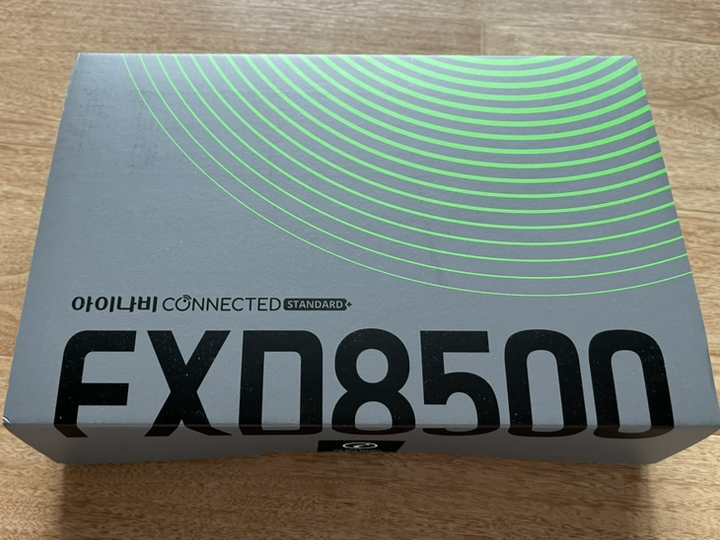 아이나비 CONNECTED STANDARD+
FXD8500